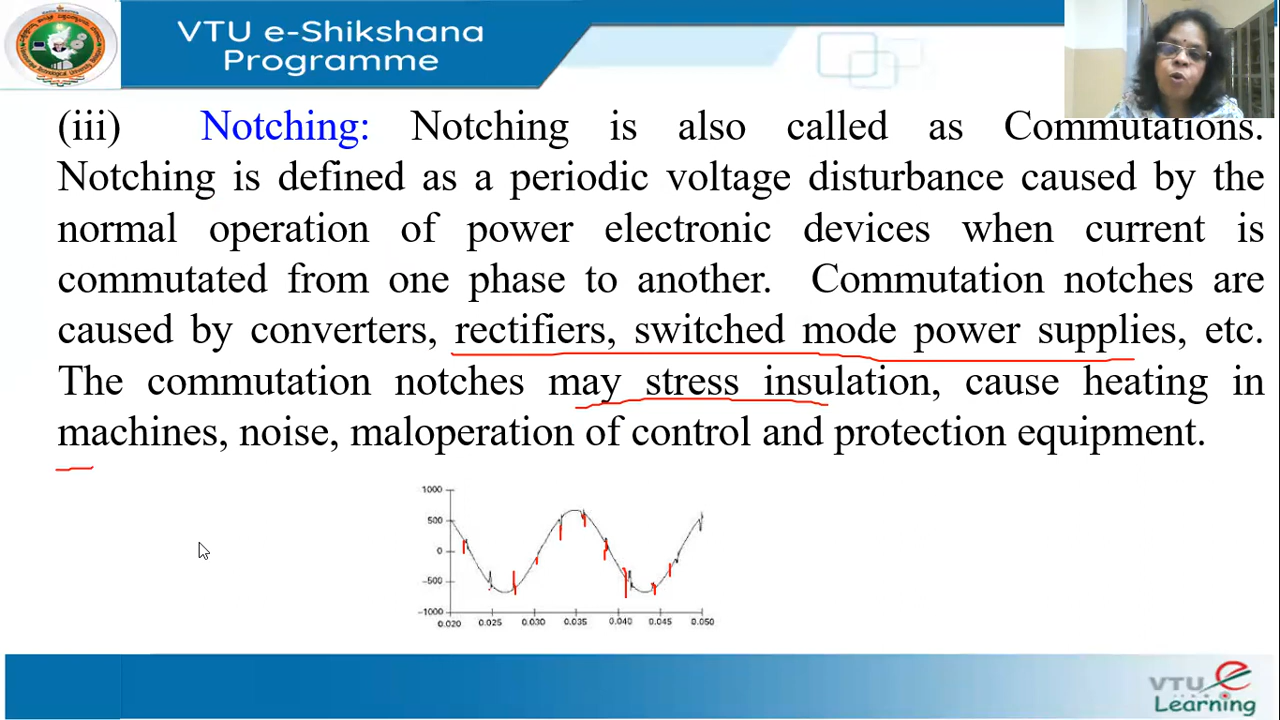 VTU e-Shikshana
Programme
(iii) Notching: Notching is also called as Commutations.
Notching is defined as a periodic voltage disturbance caused by the
normal operation of power electronic devices when current is
commutated from one phase to another. Commutation notches are
caused by converters, rectifiers, switched mode power supplies, etc.
The commutation notches may stress insulation, cause heating in
machines, noise, maloperation of control and protection equipment.
1000
500
0
-500
-1000
0.020 0.025 0.030 0.035 0.040 0.045 0.050
VTU e
Learning